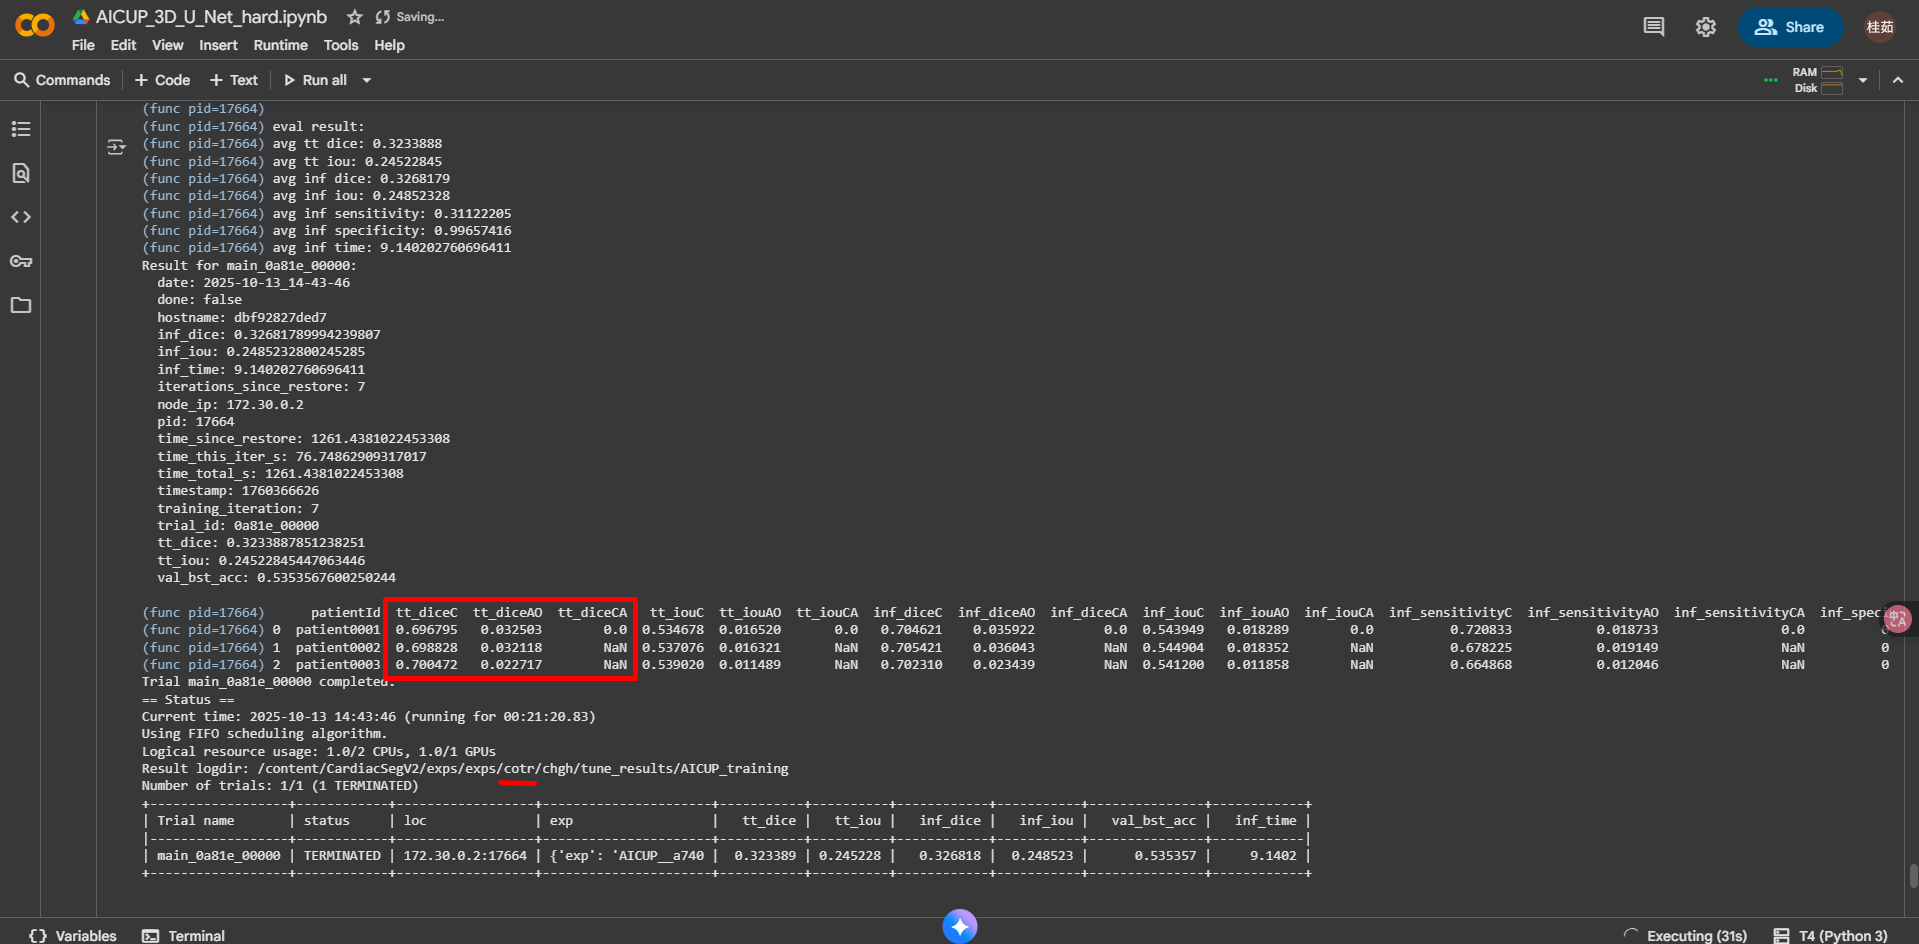 AICUP_3D_U_Net_hard.ipynb Saving...
File Edit View Insert Runtime Tools Help
Share 桂茹
Commands + Code + Text Run all
RAM
Disk
(func pid=17664)
(func pid=17664) eval result:
(func pid=17664) avg tt dice: 0.3233888
(func pid=17664) avg tt iou: 0.24522845
(func pid=17664) avg inf dice: 0.3268179
(func pid=17664) avg inf iou: 0.24852328
(func pid=17664) avg inf sensitivity: 0.31122205
(func pid=17664) avg inf specificity: 0.99657416
(func pid=17664) avg inf time: 9.140202760696411
Result for main_0a81e_00000:
date: 2025-10-13_14-43-46
done: false
hostname: dbf92827ded7
inf_dice: 0.32681789994239807
inf_iou: 0.2485232800245285
inf_time: 9.140202760696411
iterations_since_restore: 7
node_ip: 172.30.0.2
pid: 17664
time_since_restore: 1261.4381022453308
time_this_iter_s: 76.74862909317017
time_total_s: 1261.4381022453308
timestamp: 1760366626
training_iteration: 7
trial_id: 0a81e_00000
tt_dice: 0.3233887851238251
tt_iou: 0.24522845447063446
val_bst_acc: 0.5353567600250244
(func pid=17664) patientId tt_diceC tt_diceAO tt_diceCA tt_iouC tt_iouAO tt_iouCA inf_diceC inf_diceAO inf_diceCA inf_iouC inf_iouAO inf_iouCA inf_sensitivityC inf_sensitivityAO inf_sensitivityCA inf_speci
(func pid=17664) 0 patient0001 0.696795 0.032503 0.0 0.534678 0.016520 0.0 0.704621 0.035922 0.0 0.543949 0.018289 0.0 0.720833 0.018733 0.0 0
(func pid=17664) 1 patient0002 0.698828 0.032118 NaN 0.537076 0.016321 NaN 0.705421 0.036043 NaN 0.544904 0.018352 NaN 0.678225 0.019149 NaN 0
(func pid=17664) 2 patient0003 0.700472 0.022717 NaN 0.539020 0.011489 NaN 0.702310 0.023439 NaN 0.541200 0.011858 NaN 0.664868 0.012046 NaN 0
Trial main_0a81e_00000 completed.
== Status ==
Current time: 2025-10-13 14:43:46 (running for 00:21:20.83)
Using FIFO scheduling algorithm.
Logical resource usage: 1.0/2 CPUs, 1.0/1 GPUs
Result logdir: /content/CardiacSegV2/exps/exps/cotr/chgh/tune_results/AICUP_training
Number of trials: 1/1 (1 TERMINATED)
| Trial name | status | loc | exp | tt_dice | tt_iou | inf_dice | inf_iou | val_bst_acc | inf_time |
| main_0a81e_00000 | TERMINATED | 172.30.0.2:17664 | {'exp': 'AICUP__a740 | 0.323389 | 0.245228 | 0.326818 | 0.248523 | 0.535357 | 9.1402 |
{} Variables Terminal Executing (31s) T4 (Python 3)